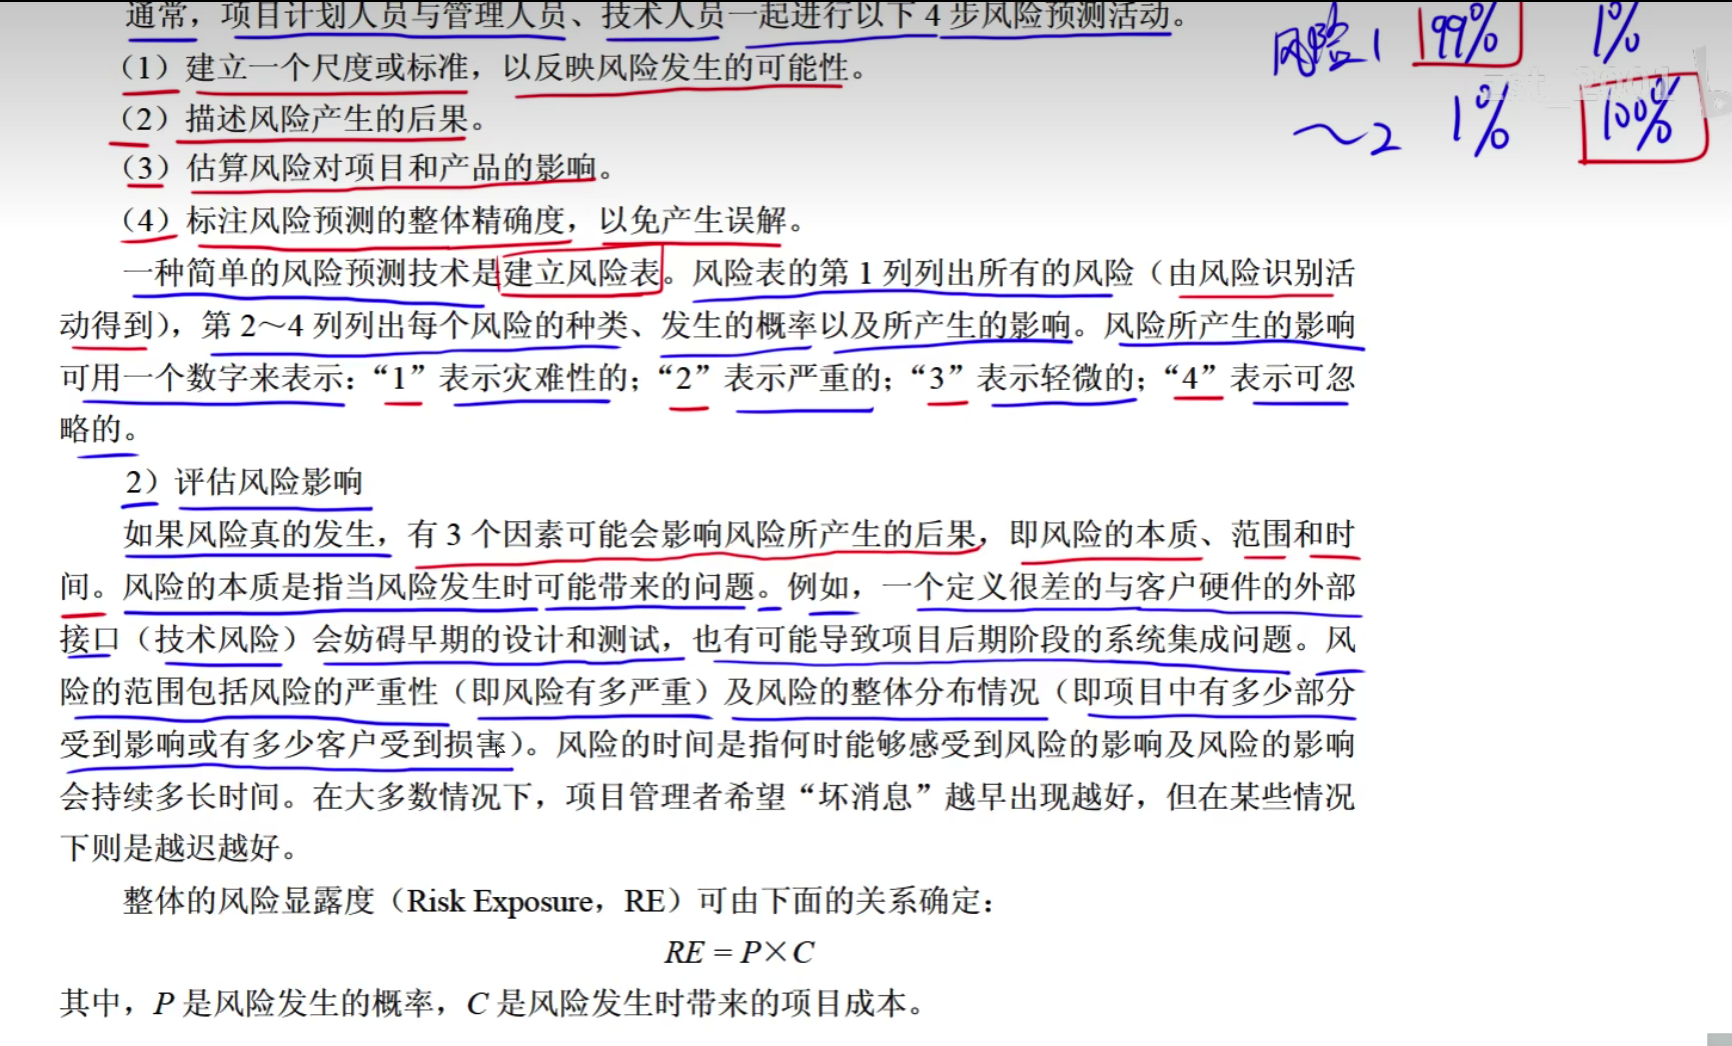 通常，项目计划人员与管理人员、技术人员一起进行以下 4 步风险预测活动。
风险1 99% 1%
（1）建立一个尺度或标准，以反映风险发生的可能性。
～2 1% 100%
（2）描述风险产生的后果。
（3）估算风险对项目和产品的影响。
（4）标注风险预测的整体精确度，以免产生误解。
一种简单的风险预测技术是建立风险表。风险表的第 1 列列出所有的风险（由风险识别活
动得到），第 2～4 列列出每个风险的种类、发生的概率以及所产生的影响。风险所产生的影响
可用一个数字来表示：“1”表示灾难性的；“2”表示严重的；“3”表示轻微的；“4”表示可忽
略的。
2）评估风险影响
如果风险真的发生，有 3 个因素可能会影响风险所产生的后果，即风险的本质、范围和时
间。风险的本质是指当风险发生时可能带来的问题。例如，一个定义很差的与客户硬件的外部
接口（技术风险）会妨碍早期的设计和测试，也有可能导致项目后期阶段的系统集成问题。风
险的范围包括风险的严重性（即风险有多严重）及风险的整体分布情况（即项目中有多少部分
受到影响或有多少客户受到损害）。风险的时间是指何时能够感受到风险的影响及风险的影响
会持续多长时间。在大多数情况下，项目管理者希望“坏消息”越早出现越好，但在某些情况
下则是越迟越好。
整体的风险显露度（Risk Exposure，RE）可由下面的关系确定：
RE = P×C
其中，P 是风险发生的概率，C 是风险发生时带来的项目成本。